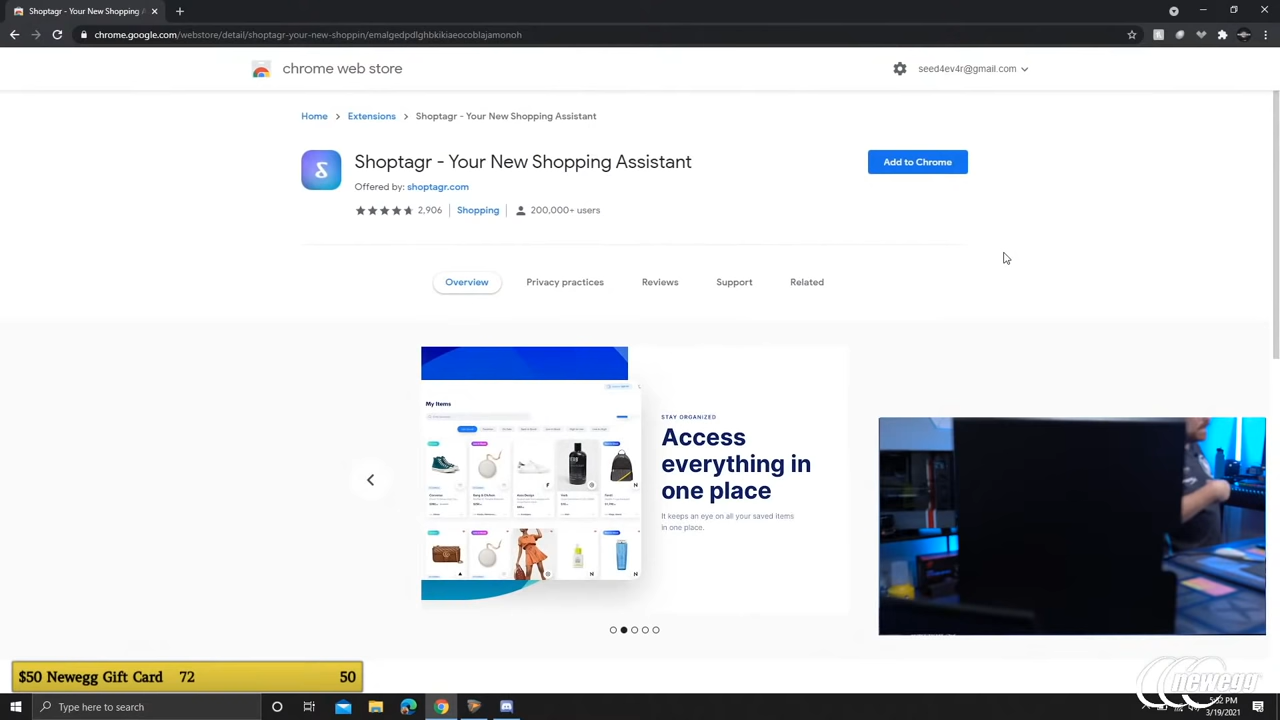 Shoptagr - Your New Shopping A
chrome.google.com/webstore/detail/shoptagr-your-new-shoppin/emalgedpdlghbkikiaeocoblajamonoh
chrome web store
seed4ev4r@gmail.com
Home > Extensions > Shoptagr - Your New Shopping Assistant
Shoptagr - Your New Shopping Assistant
Add to Chrome
Offered by: shoptagr.com
2,906 Shopping 200,000+ users
Overview Privacy practices Reviews Support Related
My Items
STAY ORGANIZED
Access
everything in
one place
It keeps an eye on all your saved items
in one place.
$50 Newegg Gift Card 72 50
newegg
Type here to search
5:02 PM
3/19/2021